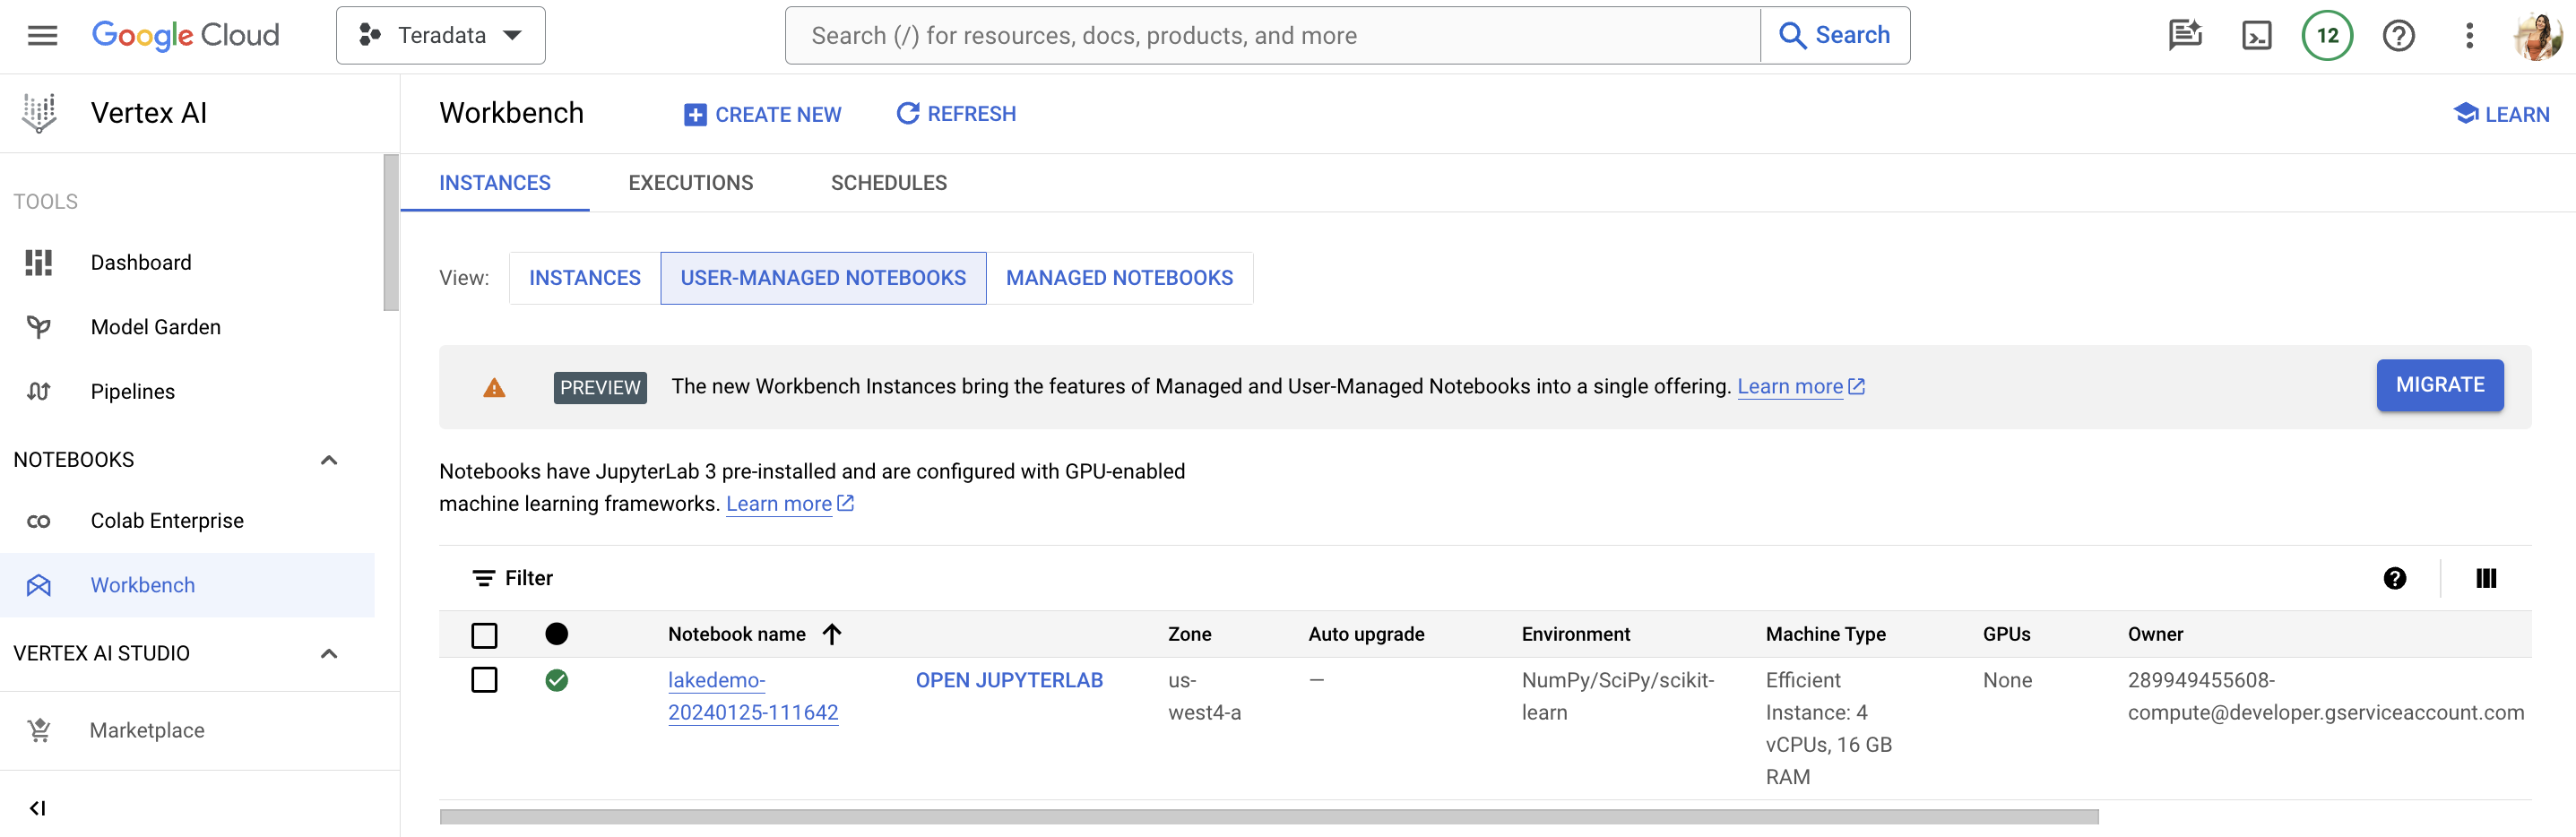 Google Cloud
Teradata
Search (/) for resources, docs, products, and more
Search
12
Vertex AI
Workbench
CREATE NEW
REFRESH
LEARN
TOOLS
Dashboard
Model Garden
Pipelines
NOTEBOOKS
Colab Enterprise
Workbench
VERTEX AI STUDIO
Marketplace
INSTANCES
EXECUTIONS
SCHEDULES
View:
INSTANCES
USER-MANAGED NOTEBOOKS
MANAGED NOTEBOOKS
PREVIEW
The new Workbench Instances bring the features of Managed and User-Managed Notebooks into a single offering. Learn more
MIGRATE
Notebooks have JupyterLab 3 pre-installed and are configured with GPU-enabled
machine learning frameworks. Learn more
Filter
Notebook name
Zone
Auto upgrade
Environment
Machine Type
GPUs
Owner
lakedemo-
20240125-111642
OPEN JUPYTERLAB
us-
west4-a
—
NumPy/SciPy/scikit-
learn
Efficient
Instance: 4
vCPUs, 16 GB
RAM
None
289949455608-
compute@developer.gserviceaccount.com